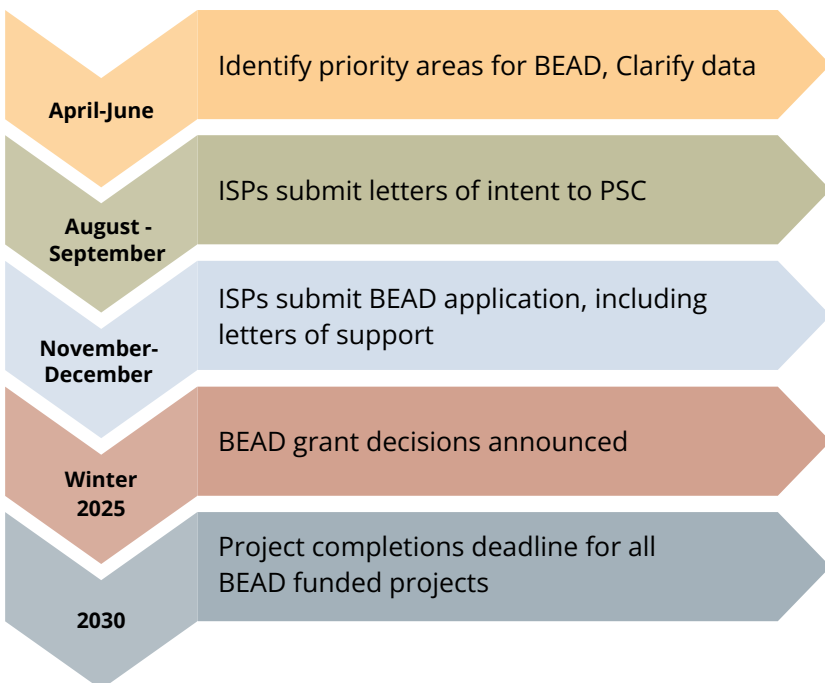 April-June
Identify priority areas for BEAD, Clarify data
August -
September
ISPs submit letters of intent to PSC
November-
December
ISPs submit BEAD application, including
letters of support
Winter
2025
BEAD grant decisions announced
2030
Project completions deadline for all
BEAD funded projects